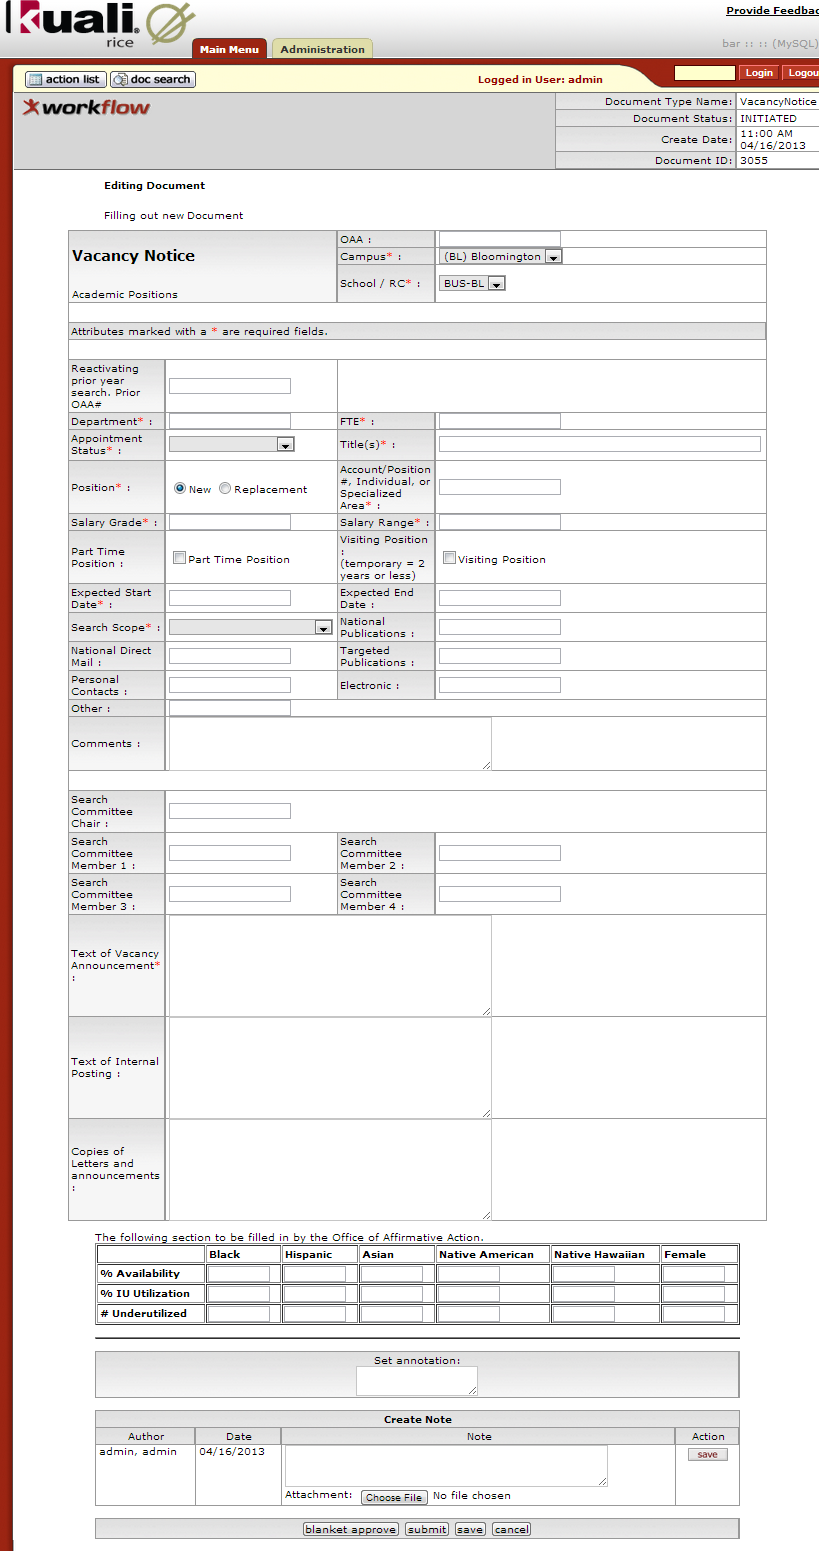 Kuali®
rice
Provide Feedbac
Main Menu
Administration
bar :: :: (MySQL)
action list
doc search
Logged in User: admin
Login
Logou
workflow
Document Type Name: VacancyNotice
Document Status: INITIATED
Create Date: 11:00 AM
04/16/2013
Document ID: 3055
Editing Document
Filling out new Document
Vacancy Notice
Academic Positions
OAA :
Campus* : (BL) Bloomington
School / RC* : BUS-BL
Attributes marked with a * are required fields.
Reactivating
prior year
search. Prior
OAA#
Department* :
FTE* :
Appointment
Status* :
Title(s)* :
Position* :
New Replacement
Account/Position
#, Individual, or
Specialized
Area* :
Salary Grade* :
Salary Range* :
Part Time
Position :
Part Time Position
Visiting Position
:
(temporary = 2
years or less)
Visiting Position
Expected Start
Date* :
Expected End
Date :
Search Scope* :
National
Publications :
National Direct
Mail :
Targeted
Publications :
Personal
Contacts :
Electronic :
Other :
Comments :
Search
Committee
Chair :
Search
Committee
Member 1 :
Search
Committee
Member 2 :
Search
Committee
Member 3 :
Search
Committee
Member 4 :
Text of Vacancy
Announcement*
:
Text of Internal
Posting :
Copies of
Letters and
announcements
:
The following section to be filled in by the Office of Affirmative Action.
Black Hispanic Asian Native American Native Hawaiian Female
% Availability
% IU Utilization
# Underutilized
Set annotation:
Create Note
Author Date Note Action
admin, admin 04/16/2013 save
Attachment: Choose File No file chosen
blanket approve submit save cancel